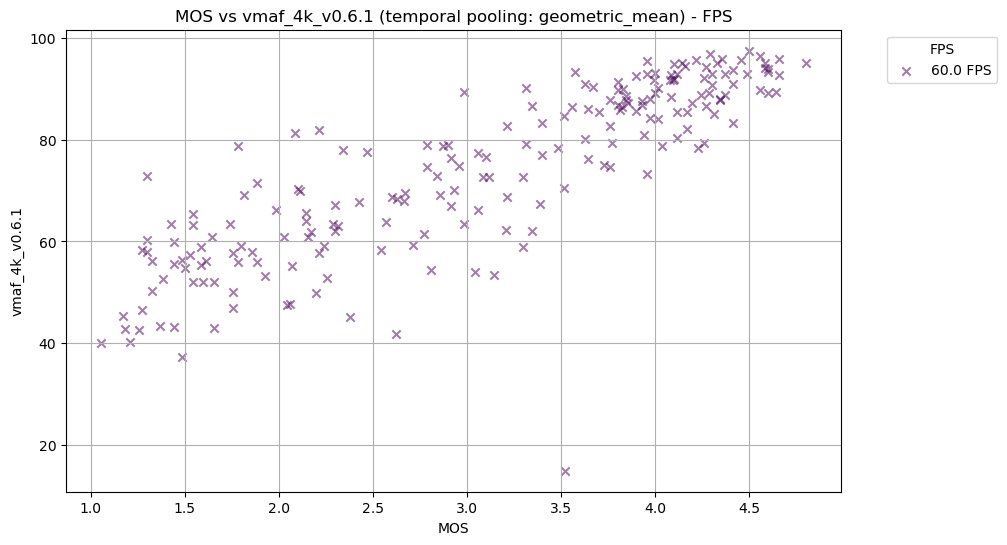 MOS vs vmaf_4k_v0.6.1 (temporal pooling: geometric_mean) - FPS
FPS
60.0 FPS
vmaf_4k_v0.6.1
100
80
60
40
20
1.0 1.5 2.0 2.5 3.0 3.5 4.0 4.5
MOS